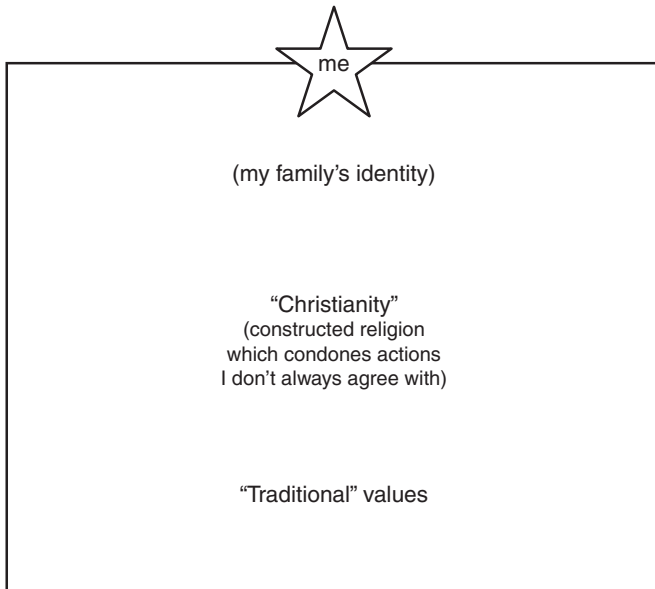 me
(my family’s identity)
“Christianity”
(constructed religion
which condones actions
I don’t always agree with)
“Traditional” values